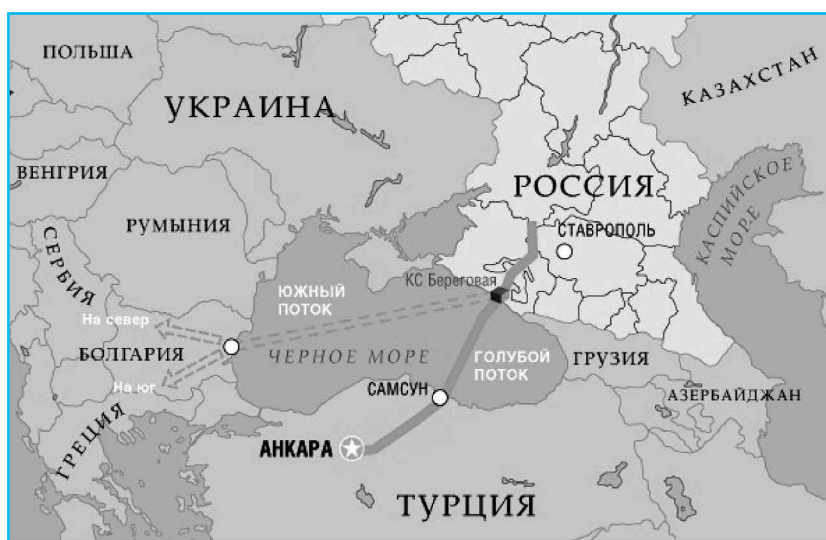 ПОЛЬША
УКРАИНА
КАЗАХСТАН
ВЕНГРИЯ
РОССИЯ
РУМЫНИЯ
СТАВРОПОЛЬ
КАСПИЙСКОЕ
МОРЕ
СЕРБИЯ
КС Береговая
ЮЖНЫЙ
ПОТОК
На север
БОЛГАРИЯ
ЧЕРНОЕ МОРЕ
ГОЛУБОЙ
ПОТОК
ГРУЗИЯ
На юг
САМСУН
АЗЕРБАЙДЖАН
ГРЕЦИЯ
АНКАРА
ТУРЦИЯ